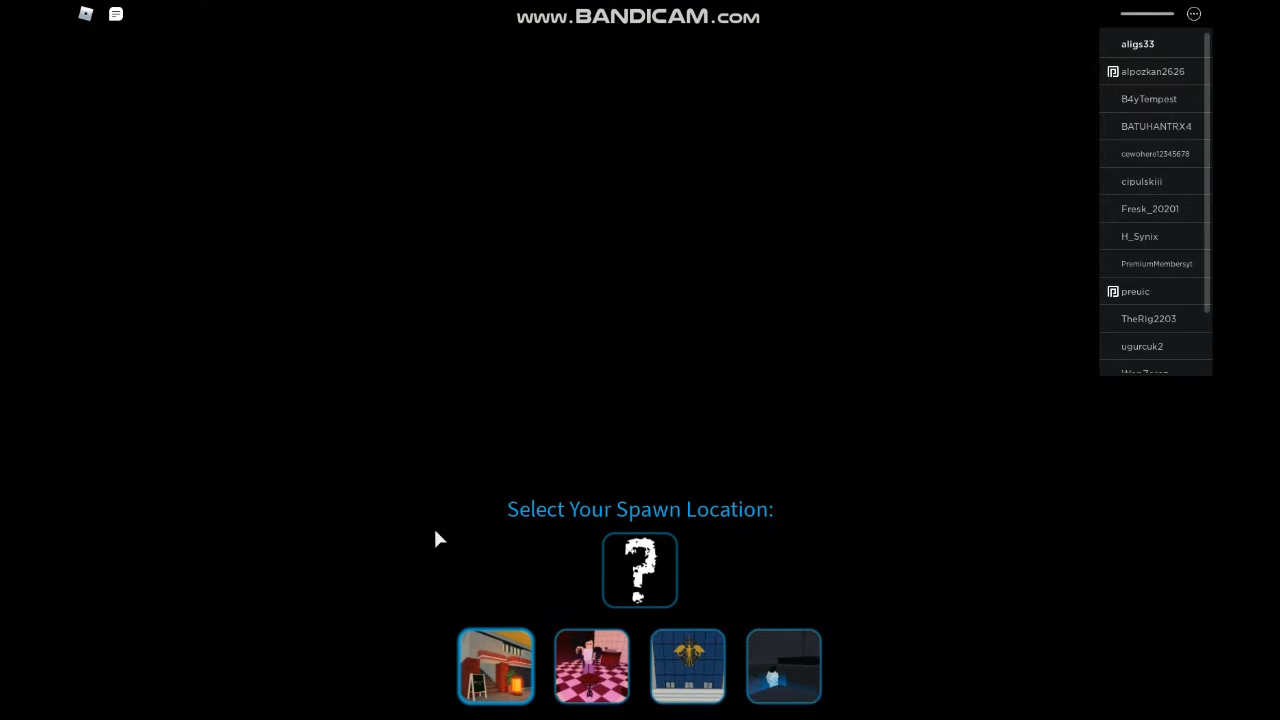 www.BANDICAM.com
aligs33
alpozkan2626
B4yTempest
BATUHANTRX4
cewohere12345678
cipulskiii
Fresk_20201
H_Synix
PremiumMembersyt
preuic
TheRig2203
ugurcuk2
Select Your Spawn Location:
?